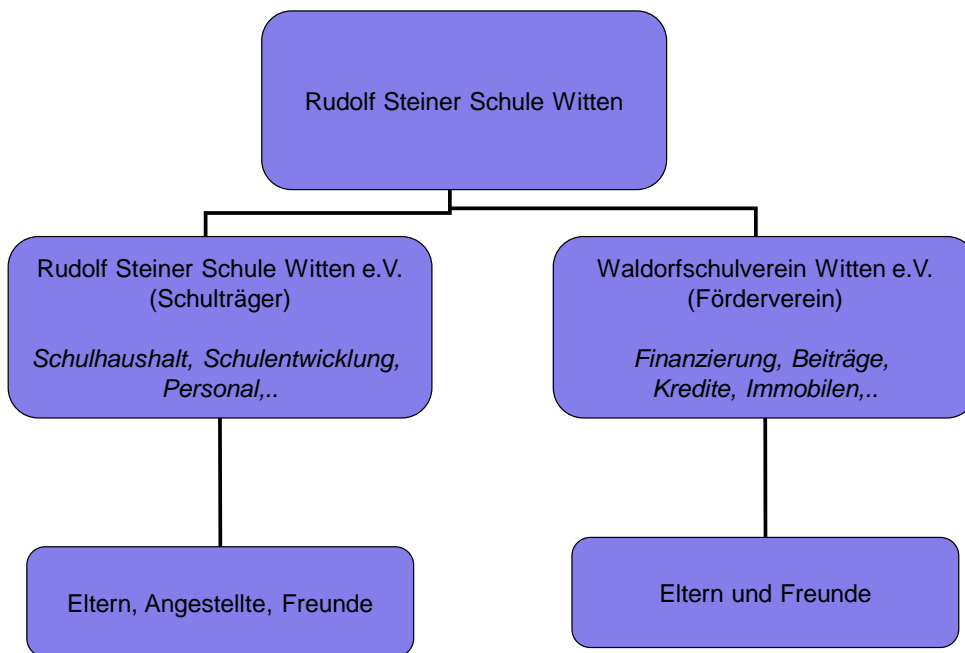 Rudolf Steiner Schule Witten
Rudolf Steiner Schule Witten e.V.
(Schulträger)
Schulhaushalt, Schulentwicklung,
Personal,..
Waldorfschulverein Witten e.V.
(Förderverein)
Finanzierung, Beiträge,
Kredite, Immobilen,..
Eltern, Angestellte, Freunde
Eltern und Freunde